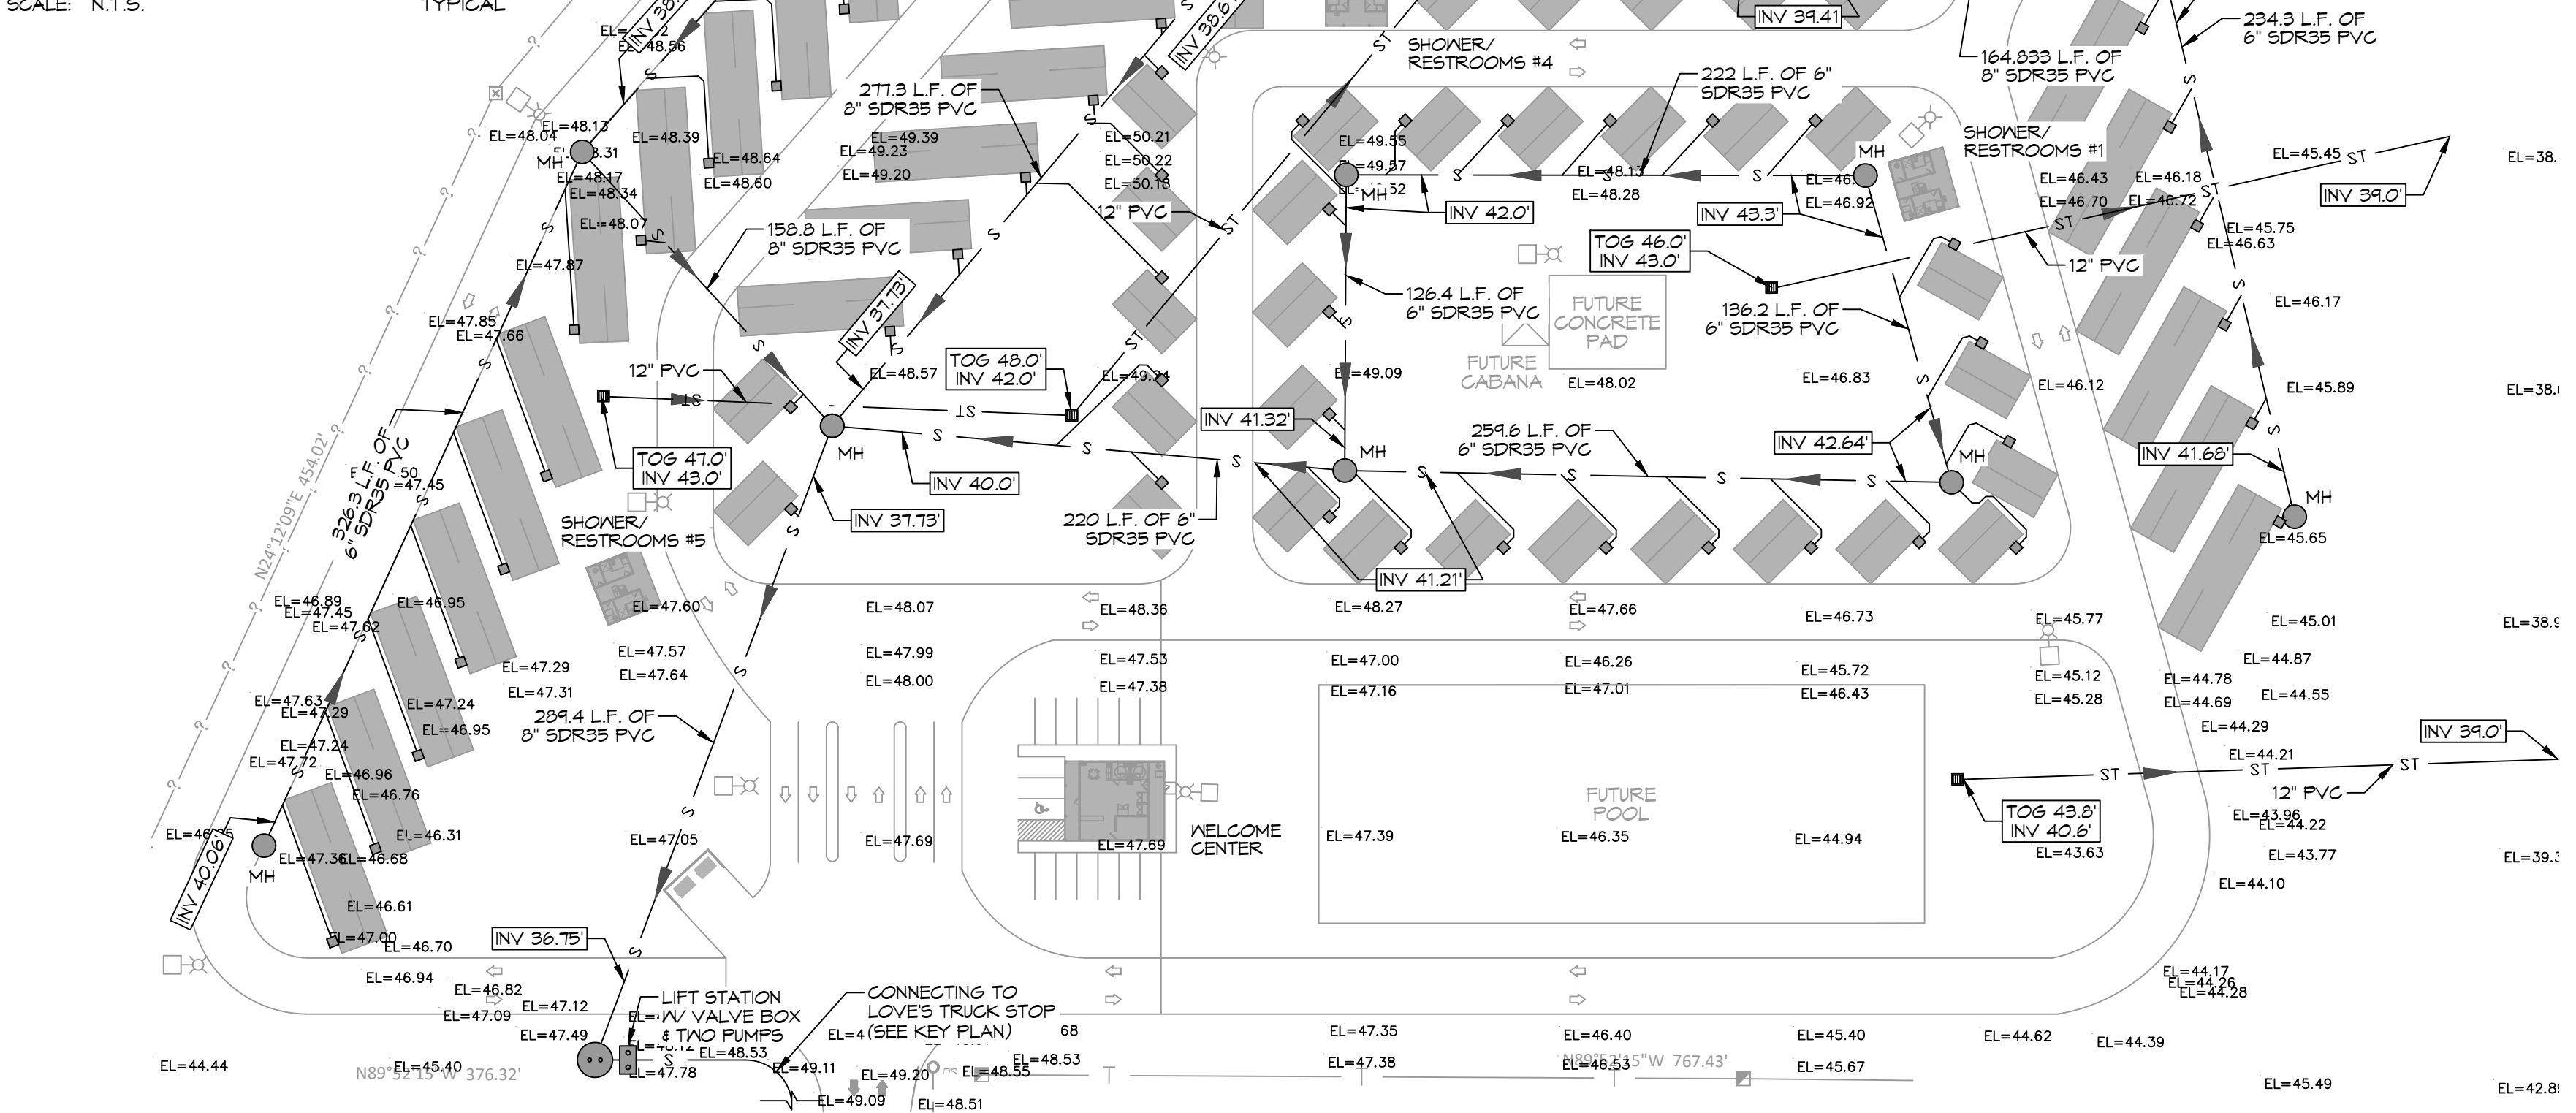 SCALE: N.T.S.
TYPICAL
INV 39.41
234.3 L.F. OF
6" SDR35 PVC
SHOWER/
RESTROOMS #4
164.833 L.F. OF
8" SDR35 PVC
222 L.F. OF 6"
SDR35 PVC
277.3 L.F. OF
8" SDR35 PVC
EL=48.56
EL=48.13
EL=48.04
MH
EL=48.17
EL=48.34
EL=48.07
EL=48.39
EL=48.64
EL=48.60
EL=49.39
EL=49.23
EL=49.20
EL=50.21
EL=50.22
EL=50.18
EL=49.55
EL=49.57
MH
EL=48.13
EL=48.28
MH
EL=46.92
SHOWER/
RESTROOMS #1
EL=46.43
EL=46.18
EL=46.70
EL=46.72
EL=45.45
ST
INV 39.0'
12" PVC
INV 42.0'
INV 43.3'
158.8 L.F. OF
8" SDR35 PVC
TOG 46.0'
INV 43.0'
EL=45.75
EL=46.63
12" PVC
EL=47.87
INV 37.73'
126.4 L.F. OF
6" SDR35 PVC
FUTURE
CONCRETE
PAD
136.2 L.F. OF
6" SDR35 PVC
EL=46.17
EL=47.85
EL=47.66
12" PVC
EL=48.57
TOG 48.0'
INV 42.0'
EL=49.24
EL=49.09
FUTURE
CABANA
EL=48.02
EL=46.83
EL=46.12
EL=45.89
ST
ST
S
S
INV 41.32'
259.6 L.F. OF
6" SDR35 PVC
INV 42.64'
INV 41.68'
MH
MH
MH
MH
TOG 47.0'
INV 43.0'
INV 40.0'
INV 37.73'
N24°12'09"E 454.02'
326.3 L.F. OF
6" SDR35 PVC
SHOWER/
RESTROOMS #5
220 L.F. OF 6"
SDR35 PVC
EL=45.65
INV 41.21'
EL=46.89
EL=47.45
EL=47.62
EL=46.95
EL=47.60
EL=48.07
EL=48.36
EL=48.27
EL=47.66
EL=46.73
EL=45.77
EL=45.01
EL=47.29
EL=47.31
EL=47.57
EL=47.64
EL=47.99
EL=48.00
EL=47.53
EL=47.38
EL=47.00
EL=47.16
EL=46.26
EL=47.01
EL=45.72
EL=46.43
EL=45.12
EL=45.28
EL=44.87
EL=44.78
EL=44.69
EL=44.55
EL=44.29
EL=44.21
EL=47.63
EL=47.29
EL=47.24
EL=46.95
EL=47.24
EL=47.72
EL=46.96
EL=46.76
289.4 L.F. OF
8" SDR35 PVC
INV 39.0'
ST
ST
ST
12" PVC
FUTURE
POOL
TOG 43.8'
INV 40.6'
EL=43.96
EL=44.22
INV 40.06'
MH
EL=47.36
EL=46.68
EL=46.31
EL=47.05
EL=47.69
EL=47.69
WELCOME
CENTER
EL=47.39
EL=46.35
EL=44.94
EL=43.63
EL=43.77
EL=44.10
EL=46.61
EL=47.00
EL=46.70
INV 36.75'
EL=46.94
EL=46.82
EL=47.12
EL=47.09
EL=47.49
LIFT STATION
W/ VALVE BOX
& TWO PUMPS
CONNECTING TO
LOVE'S TRUCK STOP
(SEE KEY PLAN)
68
EL=44.17
EL=44.26
EL=44.28
EL=47.35
EL=46.40
EL=45.40
EL=44.62
EL=44.39
EL=44.44
EL=45.40
N89°52'15"W 376.32'
EL=47.78
S
EL=48.53
EL=49.11
EL=49.20
EL=48.55
EL=48.53
EL=47.38
N89°52'15"W 767.43'
EL=46.53
EL=45.67
EL=45.49
EL=49.09
EL=48.51